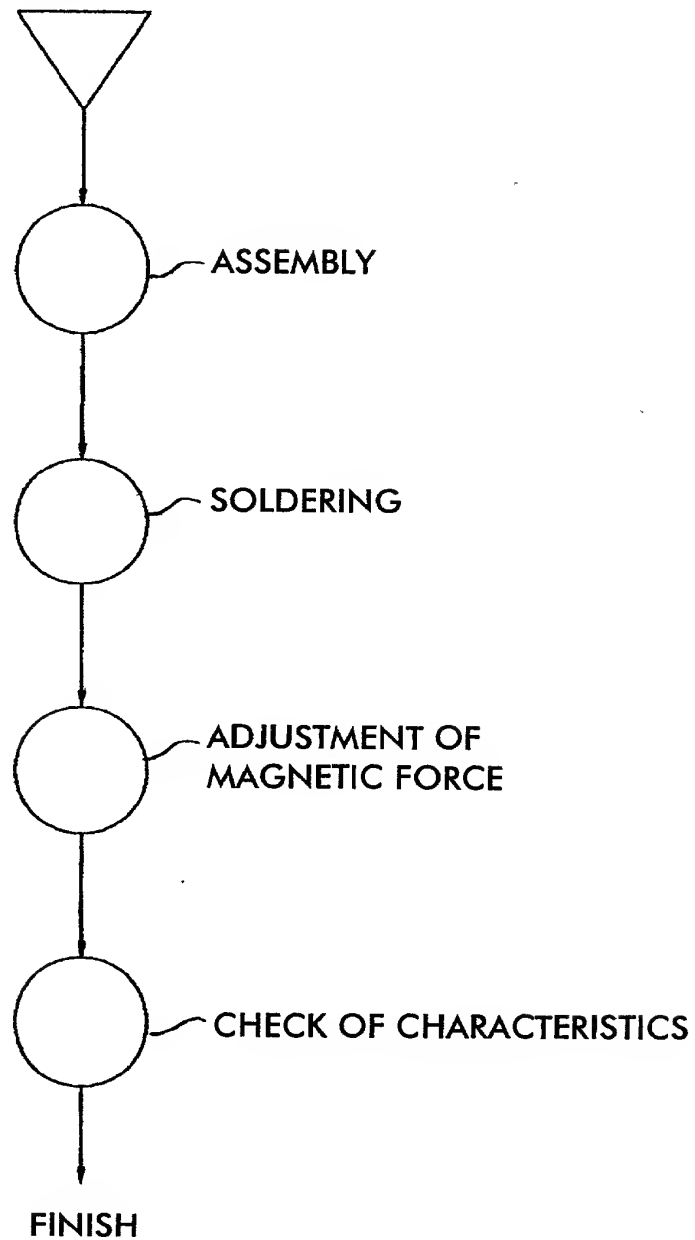 ASSEMBLY
SOLDERING
ADJUSTMENT OF
MAGNETIC FORCE
CHECK OF CHARACTERISTICS
FINISH